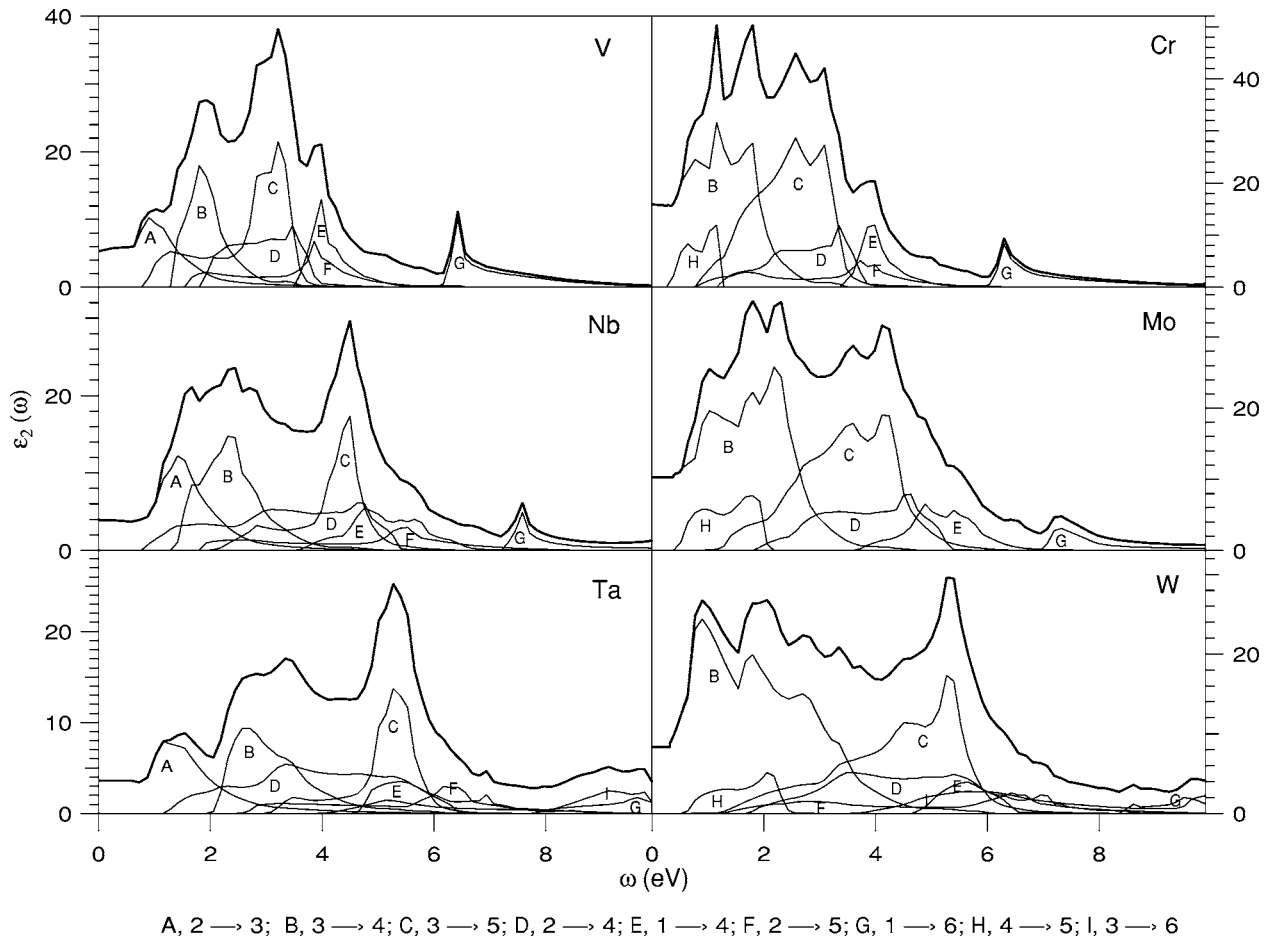 40
V
Cr
40
20
A
B
C
D
E
F
G
H
B
C
D
E
F
G
20
0
0
Nb
Mo
20
ε₂ (ω)
A
B
C
D
E
F
G
H
B
C
D
E
G
20
0
0
Ta
W
20
10
A
B
C
D
E
F
I
G
H
B
C
D
F
I
G
20
0
0
0 2 4 6 8 0 2 4 6 8
ω (eV)
A, 2 → 3; B, 3 → 4; C, 3 → 5; D, 2 → 4; E, 1 → 4; F, 2 → 5; G, 1 → 6; H, 4 → 5; I, 3 → 6